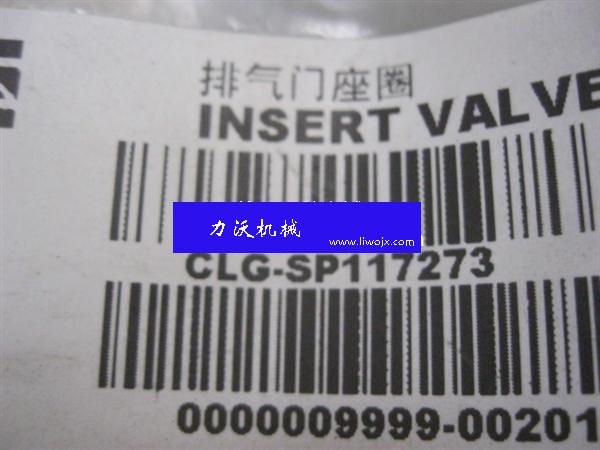 排气门座圈
INSERT VALVE
力沃机械
www.liwojx.com
CLG-SP117273
0000009999-00201